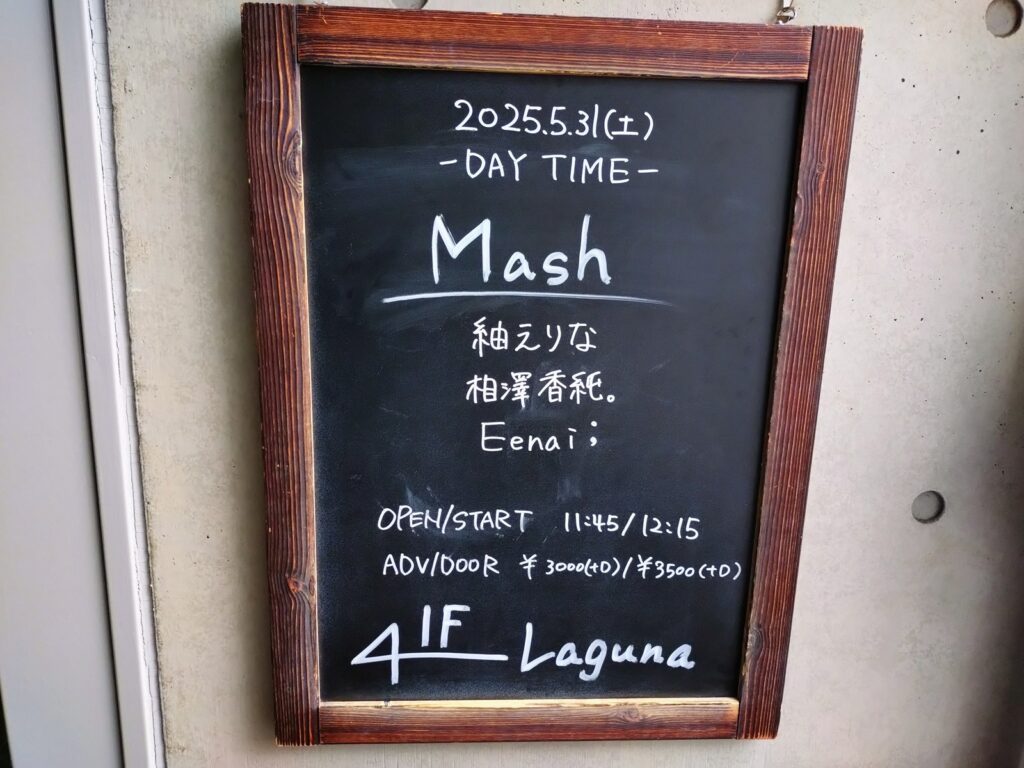 2025.5.31(土)
-DAY TIME-
Mash
紬えりな
相澤香純。
Eenai;
OPEN/START 11:45/12:15
ADV/DOOR ¥3000(+D)/¥3500(+D)
1F Laguna